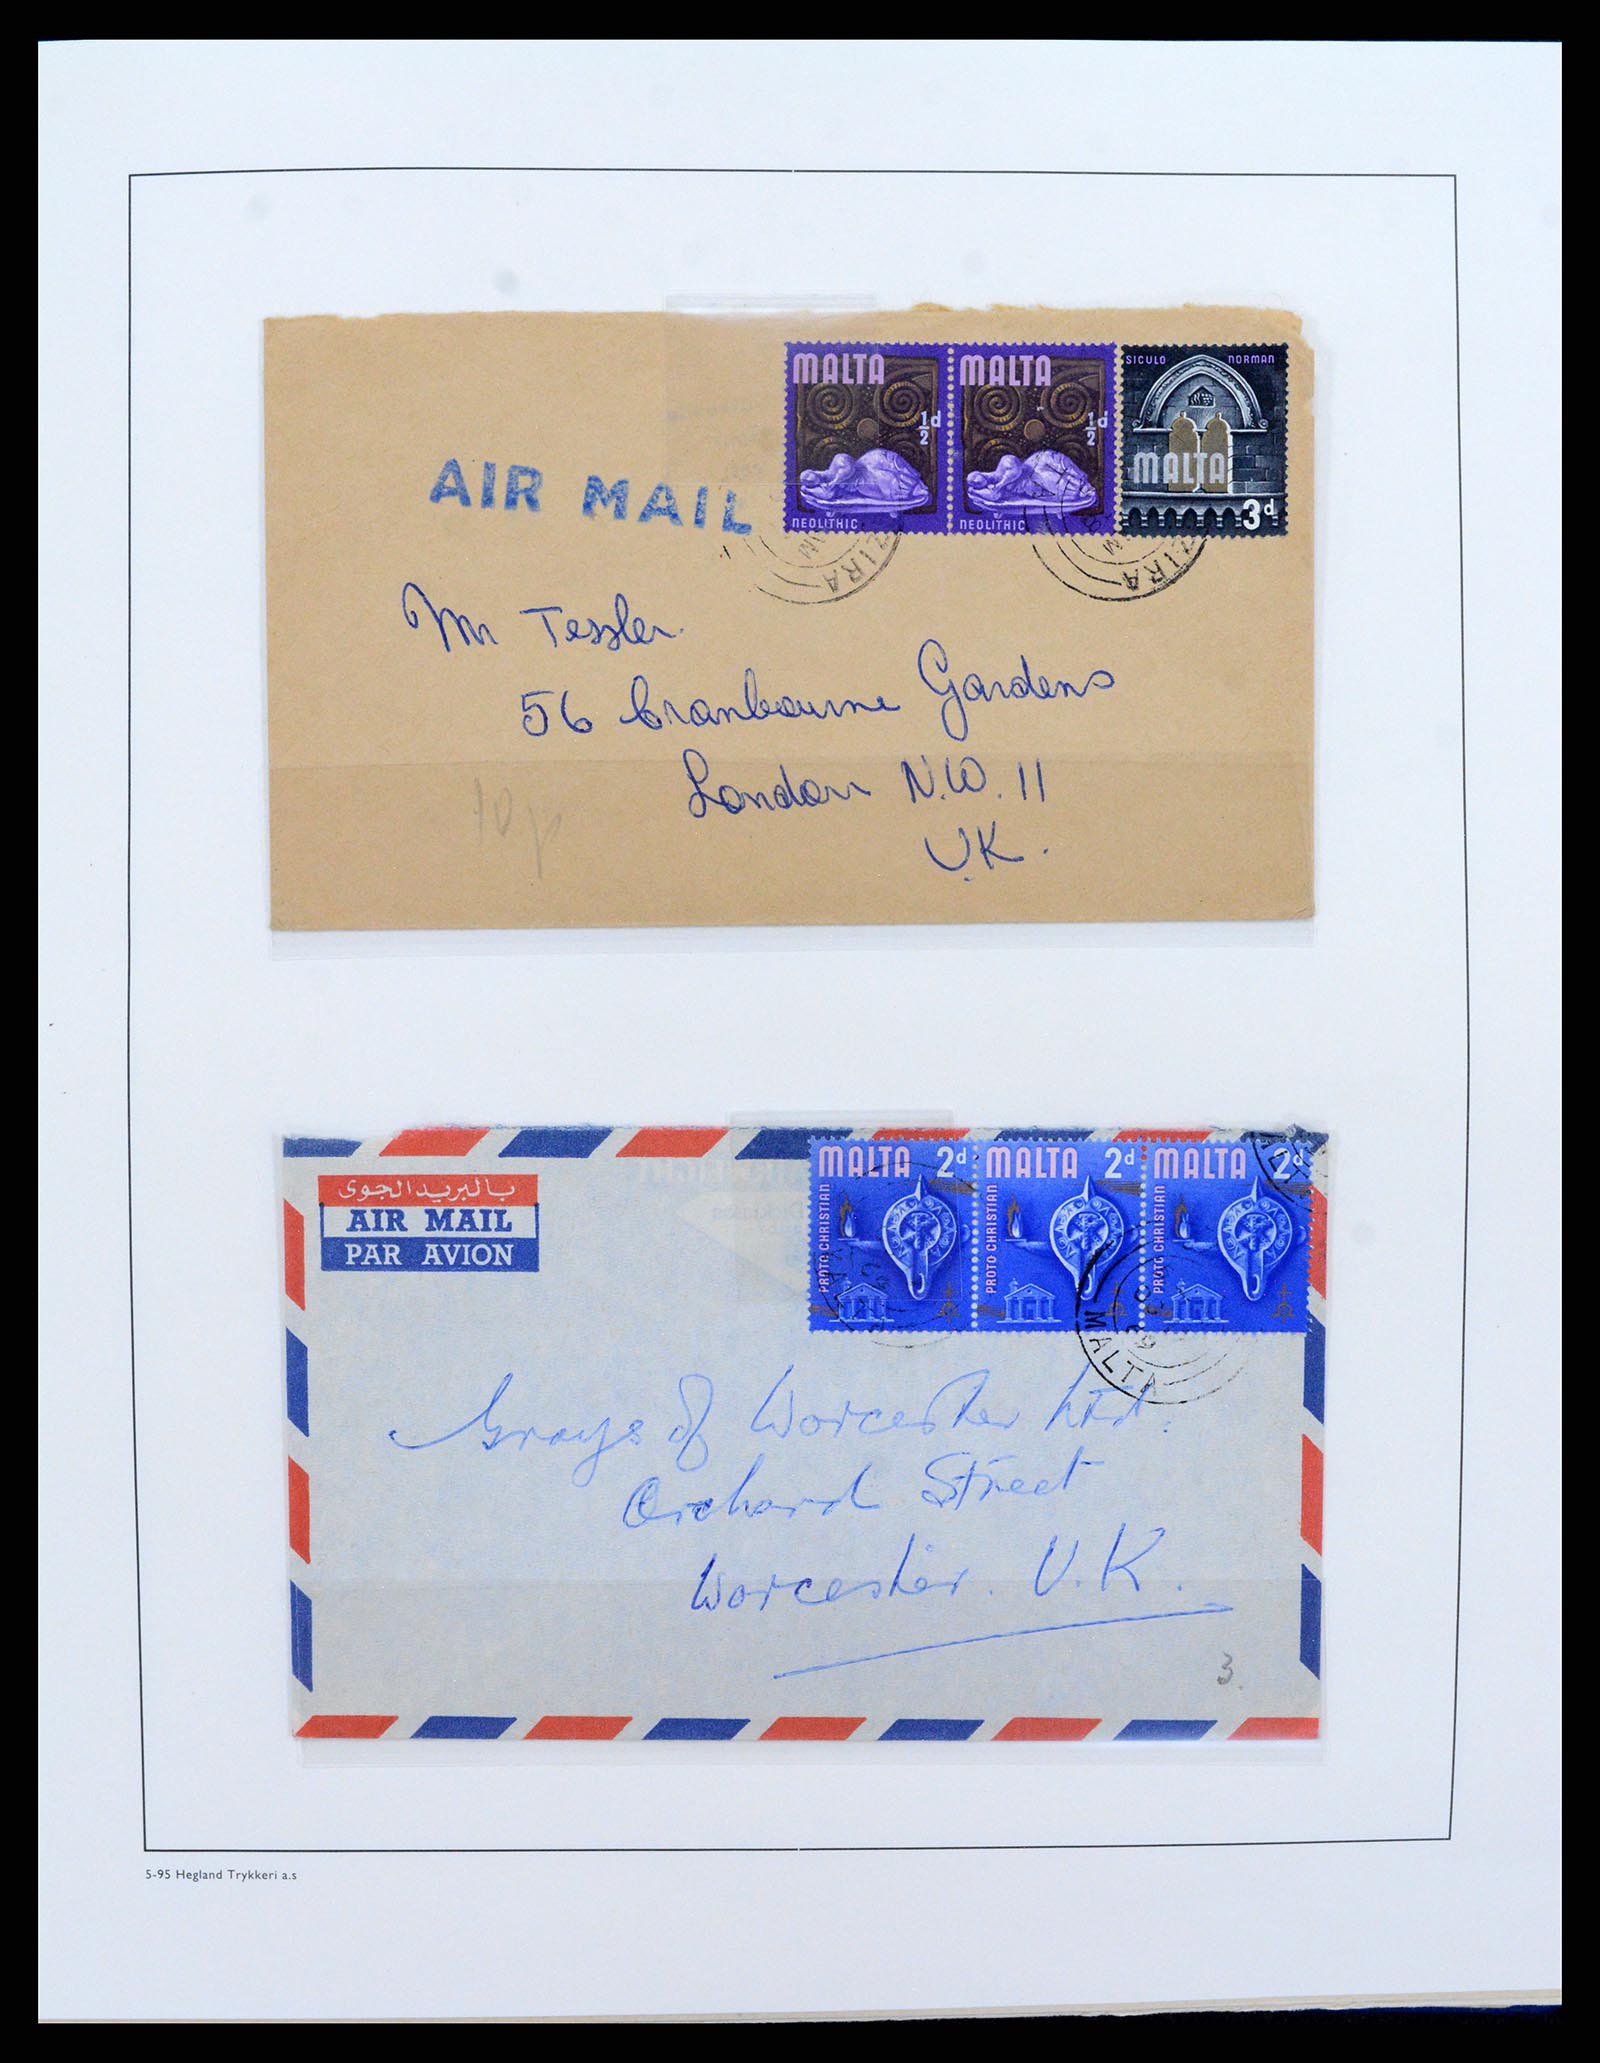 MALTA
½d
NEOLITHIC
MALTA
½d
NEOLITHIC
SICULO NORMAN
MALTA
3d
AIR MAIL
Mr Tessler.
56 Cranbourne Gardens
London N.W. 11
U.K.
بالبريد الجوى
AIR MAIL
PAR AVION
MALTA 2d
PROTO CHRISTIAN
MALTA 2d
PROTO CHRISTIAN
MALTA 2d
PROTO CHRISTIAN
MALTA
Grays of Worcester Ltd.
Orchard Street
Worcester. U.K.
3.
5-95 Hegland Trykkeri a.s